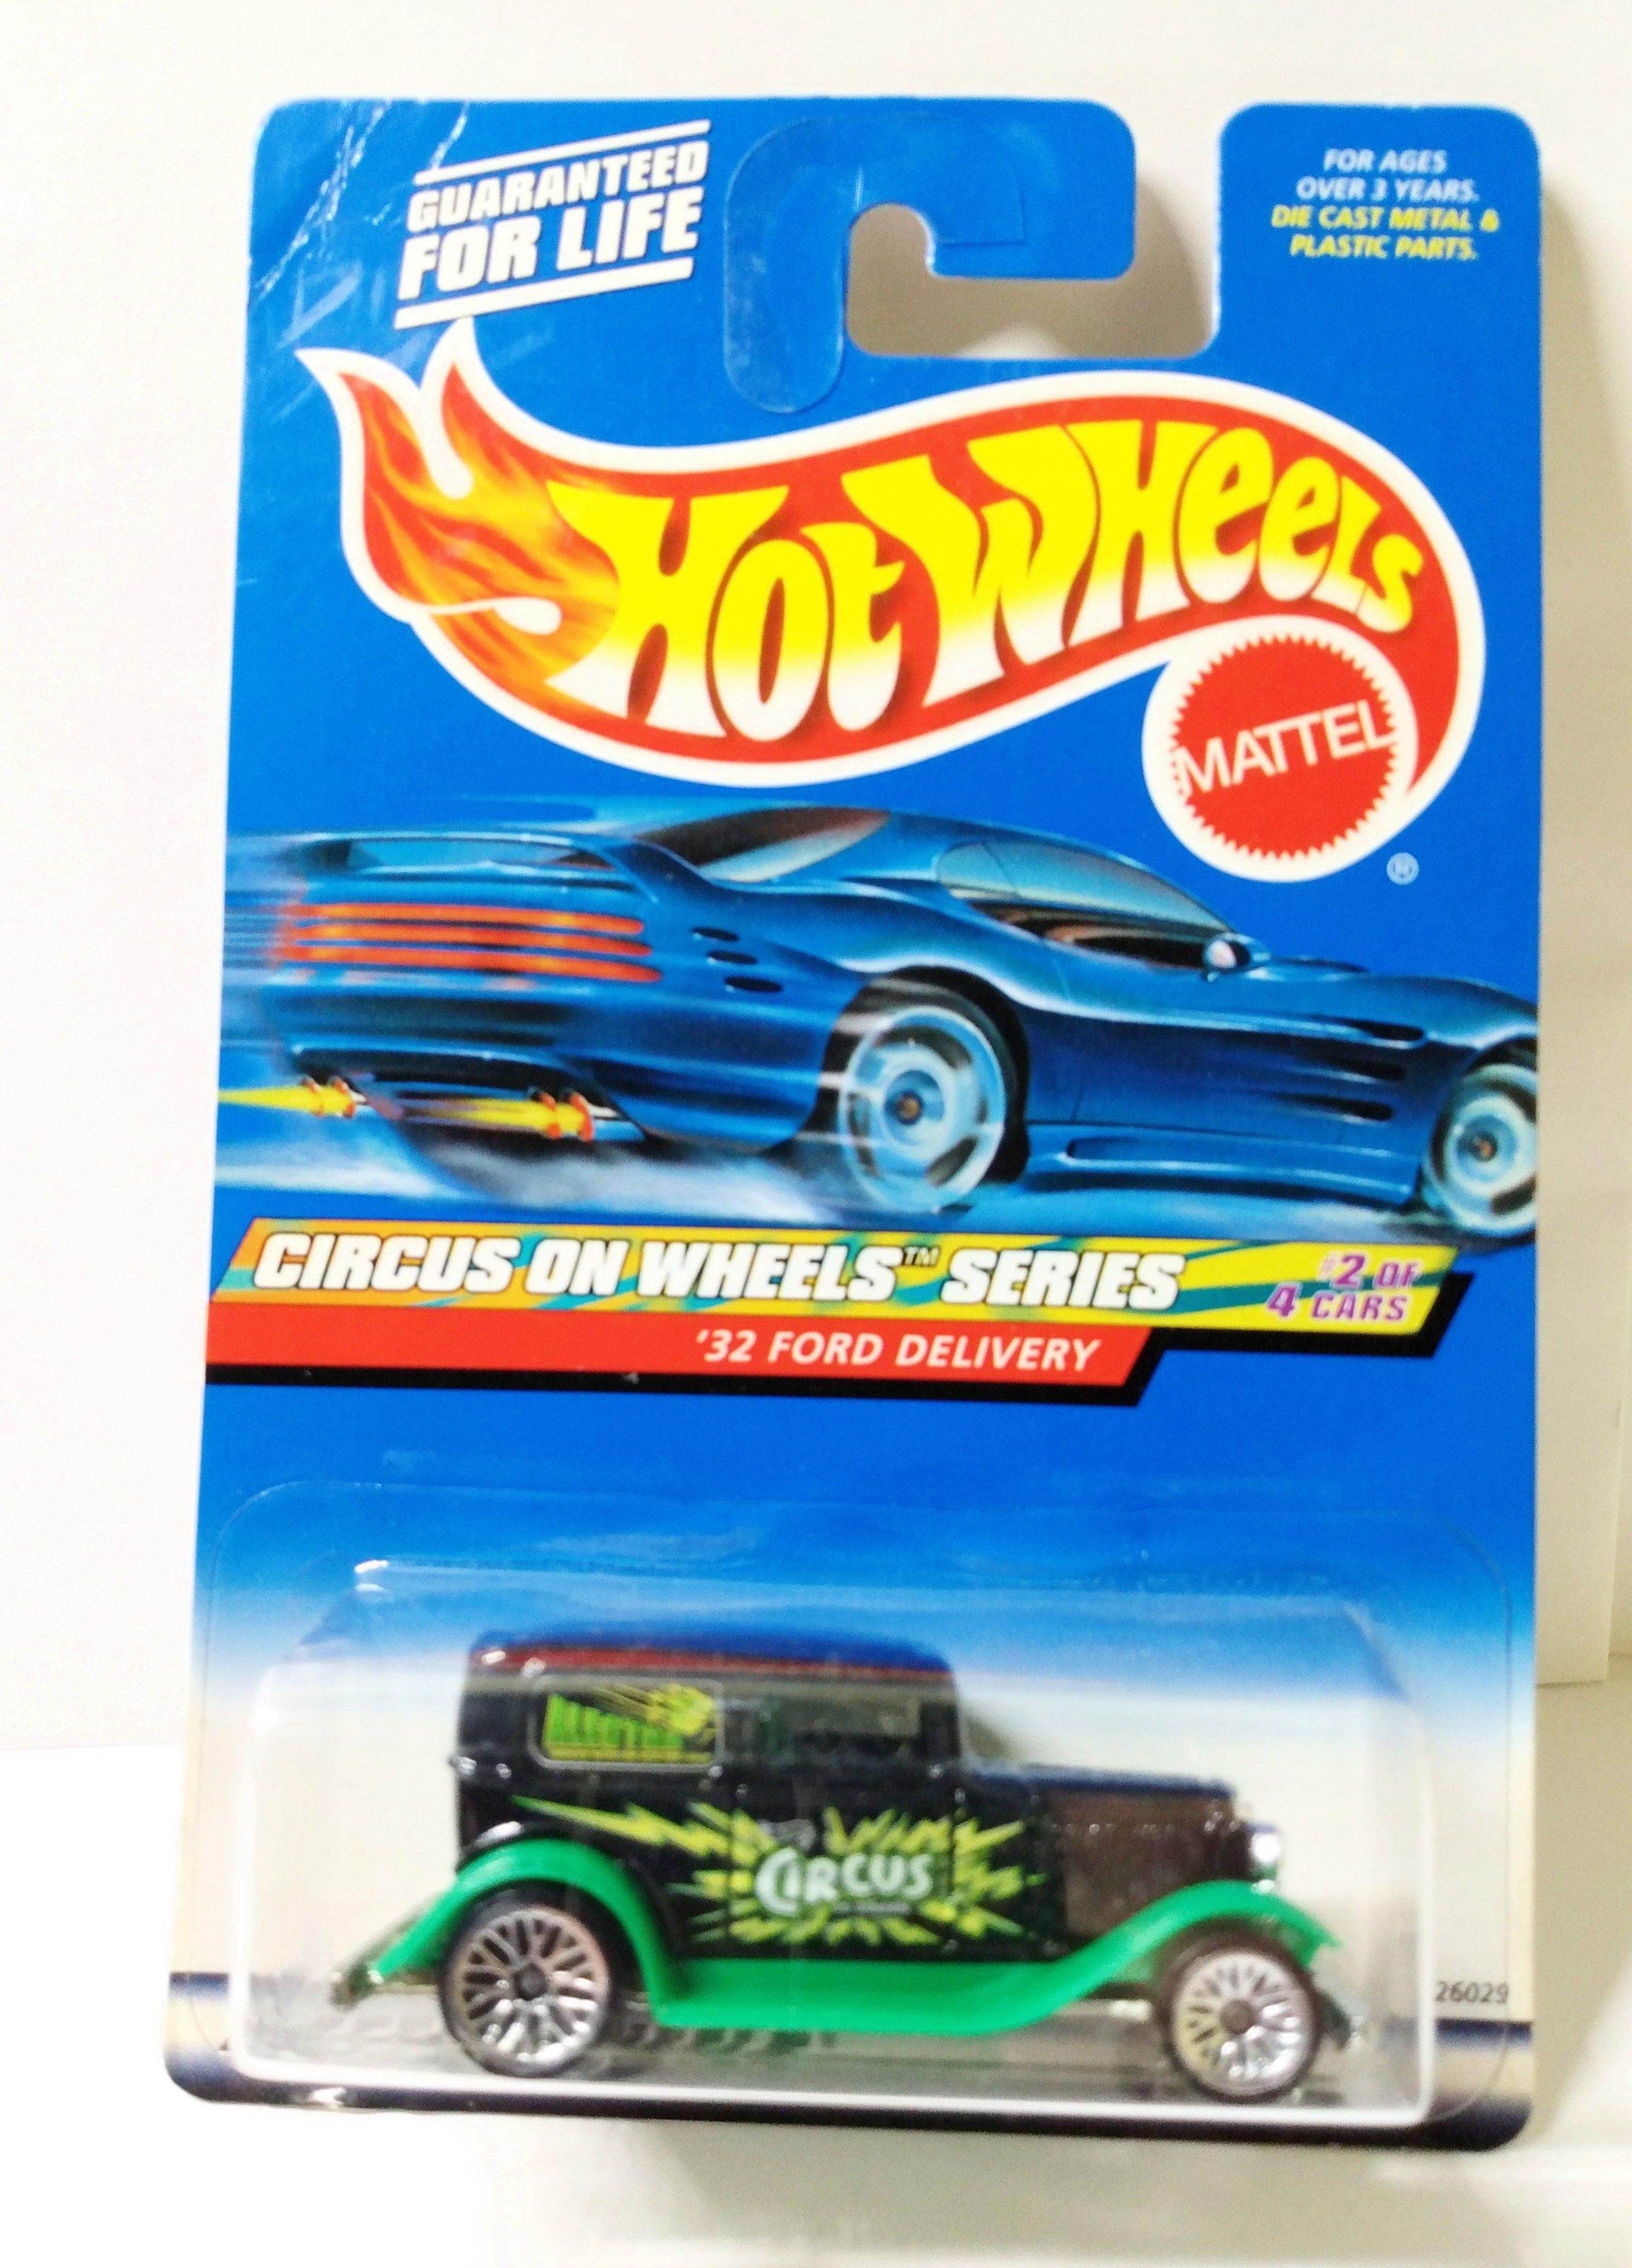 GUARANTEED
FOR LIFE
FOR AGES
OVER 3 YEARS.
DIE CAST METAL &
PLASTIC PARTS.
HOT WHEELS
MATTEL
®
CIRCUS ON WHEELS™ SERIES
#2 OF
4 CARS
'32 FORD DELIVERY
CIRCUS
26029